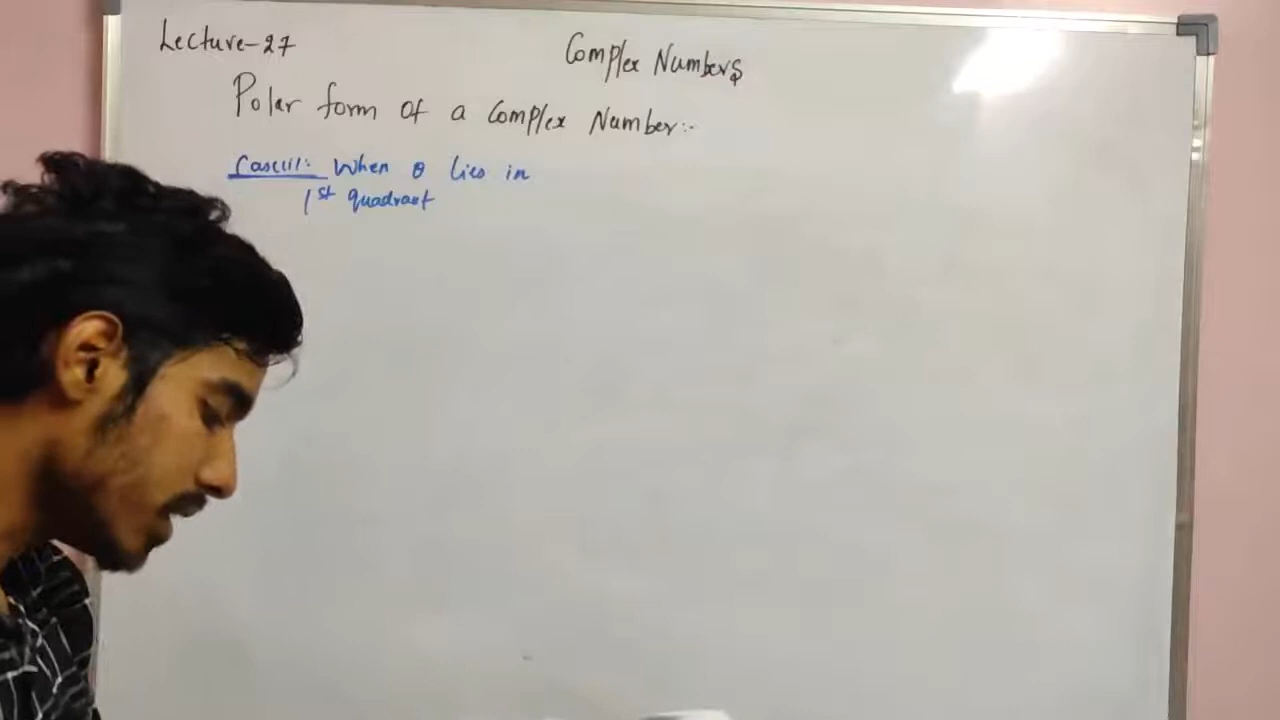 Lecture-27
Complex Numbers
Polar form of a Complex Number:-
Case(i): When θ lies in
1st quadrant